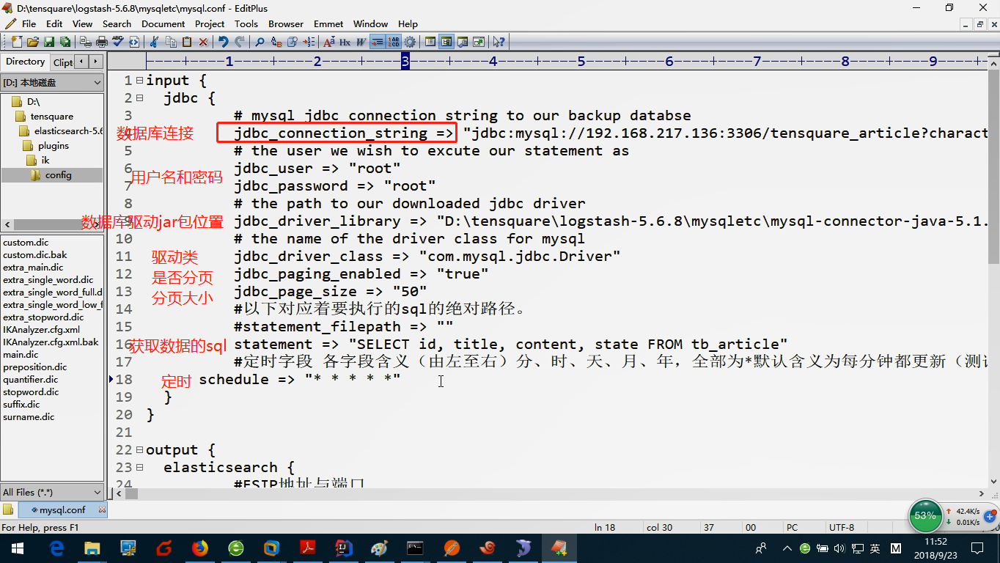 D:\tensquare\logstash-5.6.8\mysqletc\mysql.conf - EditPlus
File Edit View Search Document Project Tools Browser Emmet Window Help
Directory Clipt
[D:] 本地磁盘
D:\
tensquare
elasticsearch-5.6
plugins
ik
config
custom.dic
custom.dic.bak
extra_main.dic
extra_single_word.dic
extra_single_word_full.d
extra_single_word_low_f
extra_stopword.dic
IKAnalyzer.cfg.xml
IKAnalyzer.cfg.xml.bak
main.dic
preposition.dic
quantifier.dic
stopword.dic
suffix.dic
surname.dic
All Files (*.*)
----+----1----+----2----+----3----+----4----+----5----+----6----+----7----+----8----+----9----+-
1 input {
2 jdbc {
3 # mysql jdbc connection string to our backup databse
数据库连接 jdbc_connection_string => "jdbc:mysql://192.168.217.136:3306/tensquare_article?charact
5 # the user we wish to excute our statement as
6 jdbc_user => "root"
用户名和密码
7 jdbc_password => "root"
8 # the path to our downloaded jdbc driver
数据库驱动jar包位置 jdbc_driver_library => "D:\tensquare\logstash-5.6.8\mysqletc\mysql-connector-java-5.1.
10 # the name of the driver class for mysql
11 驱动类 jdbc_driver_class => "com.mysql.jdbc.Driver"
12 是否分页 jdbc_paging_enabled => "true"
13 分页大小 jdbc_page_size => "50"
14 #以下对应着要执行的sql的绝对路径。
15 #statement_filepath => ""
16 获取数据的sql statement => "SELECT id, title, content, state FROM tb_article"
17 #定时字段 各字段含义（由左至右）分、时、天、月、年，全部为*默认含义为每分钟都更新（测试
18 定时 schedule => "* * * * *"
19 }
20 }
21
22 output {
23 elasticsearch {
24 #ESIP地址与端口
mysql.conf
For Help, press F1 ln 18 col 30 37 00 PC UTF-8
53% 42.4K/s
0.01K/s
英 M
11:52
2018/9/23